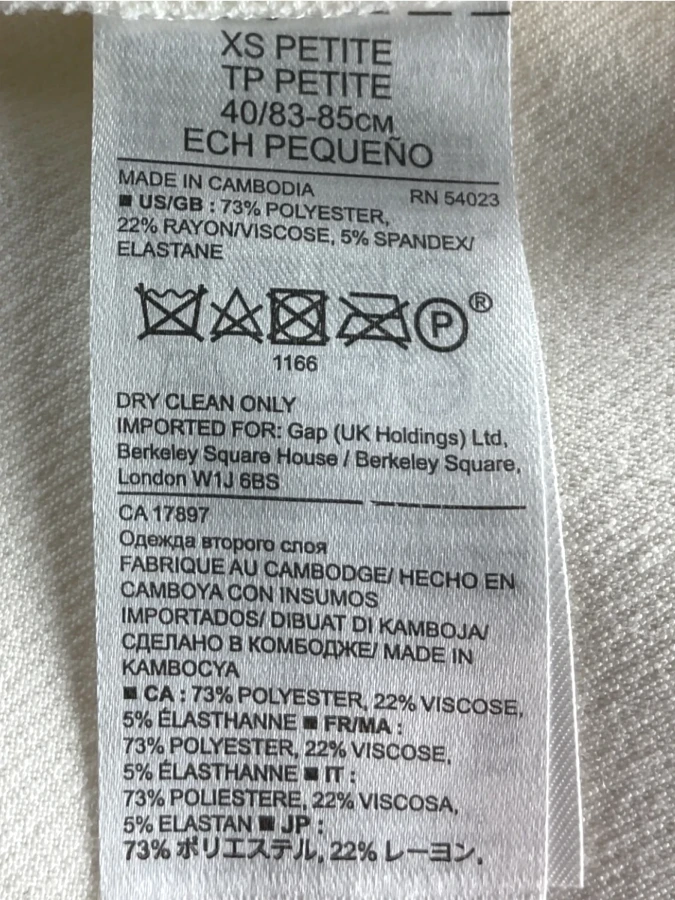 XS PETITE
TP PETITE
40/83-85CM
ECH PEQUEÑO
MADE IN CAMBODIA RN 54023
■ US/GB : 73% POLYESTER,
22% RAYON/VISCOSE, 5% SPANDEX/
ELASTANE
P ®
1166
DRY CLEAN ONLY
IMPORTED FOR: Gap (UK Holdings) Ltd,
Berkeley Square House / Berkeley Square,
London W1J 6BS
CA 17897
Одежда второго слоя
FABRIQUE AU CAMBODGE/ HECHO EN
CAMBOYA CON INSUMOS
IMPORTADOS/ DIBUAT DI KAMBOJA/
СДЕЛАНО В КОМБОДЖЕ/ MADE IN
KAMBOCYA
■ CA : 73% POLYESTER, 22% VISCOSE,
5% ÉLASTHANNE ■ FR/MA :
73% POLYESTER, 22% VISCOSE,
5% ÉLASTHANNE ■ IT :
73% POLIESTERE, 22% VISCOSA,
5% ELASTAN ■ JP :
73% ポリエステル, 22% レーヨン,